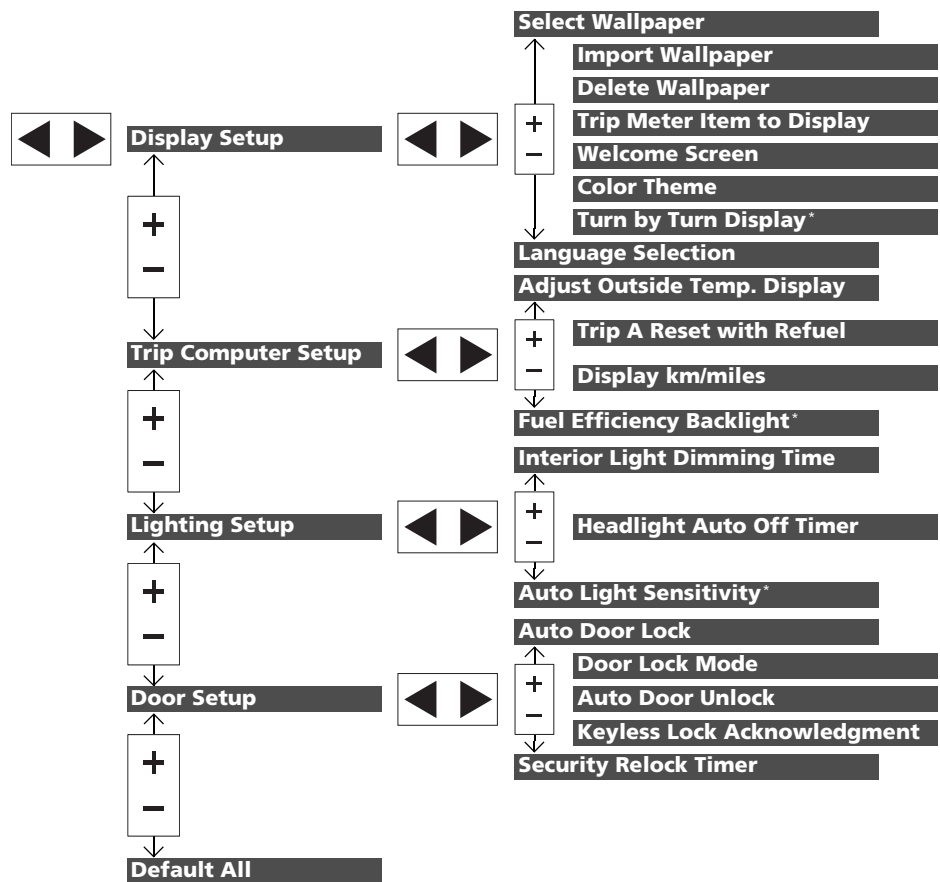 Select Wallpaper
Import Wallpaper
Delete Wallpaper
Display Setup
+
−
Trip Meter Item to Display
Welcome Screen
Color Theme
Turn by Turn Display*
+
−
Language Selection
Adjust Outside Temp. Display
Trip Computer Setup
+
−
Trip A Reset with Refuel
Display km/miles
+
−
Fuel Efficiency Backlight*
Interior Light Dimming Time
Lighting Setup
+
−
Headlight Auto Off Timer
+
−
Auto Light Sensitivity*
Auto Door Lock
Door Lock Mode
Door Setup
+
−
Auto Door Unlock
Keyless Lock Acknowledgment
Security Relock Timer
+
−
Default All